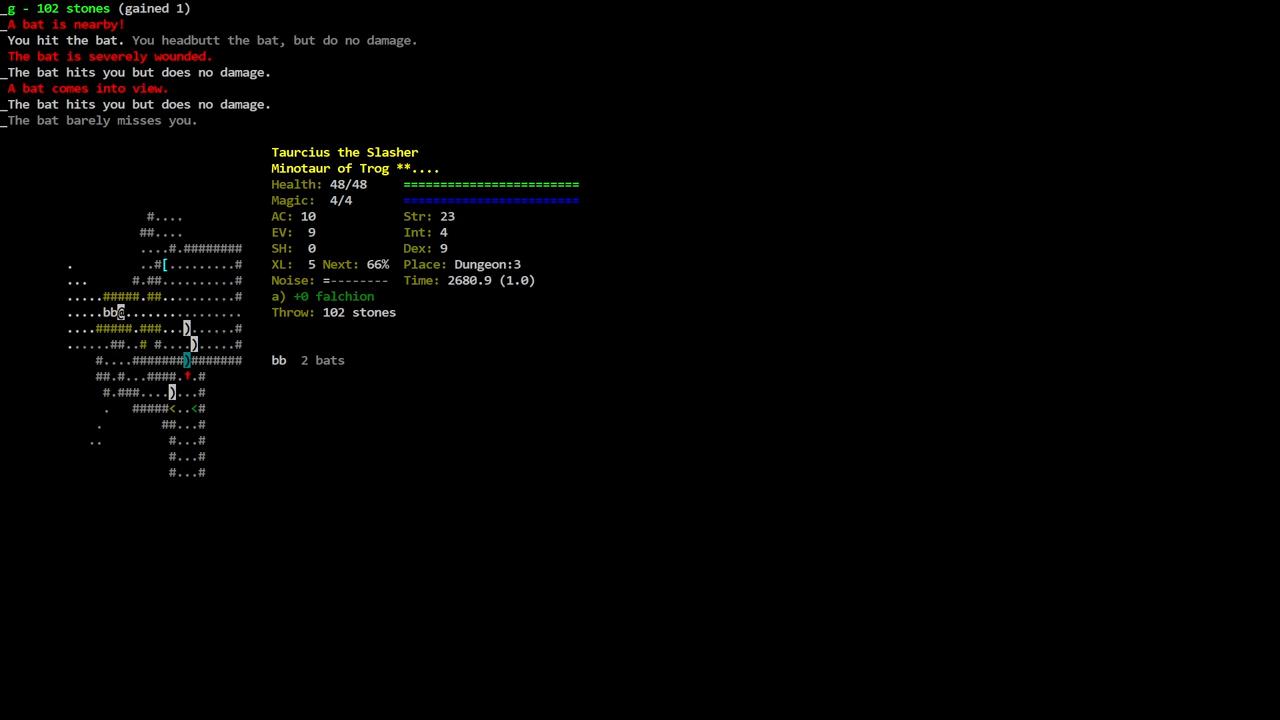 _g - 102 stones (gained 1)
_A bat is nearby!
You hit the bat. You headbutt the bat, but do no damage.
The bat is severely wounded.
_The bat hits you but does no damage.
A bat comes into view.
_The bat hits you but does no damage.
_The bat barely misses you.
Taurcius the Slasher
Minotaur of Trog **....
Health: 48/48 ========================
Magic: 4/4 ========================
#.... AC: 10 Str: 23
##.... EV: 9 Int: 4
....#.######## SH: 0 Dex: 9
. ..#[.........# XL: 5 Next: 66% Place: Dungeon:3
... #.##..........# Noise: =-------- Time: 2680.9 (1.0)
.....#####.##..........# a) +0 falchion
.....bb@................ Throw: 102 stones
....#####.###...)......#
......##..# #....).....#
#....#######)####### bb 2 bats
##.#...####.↑.#
#.###....)...#
. #####<..<#
. ##...#
.. #...#
#...#
#...#